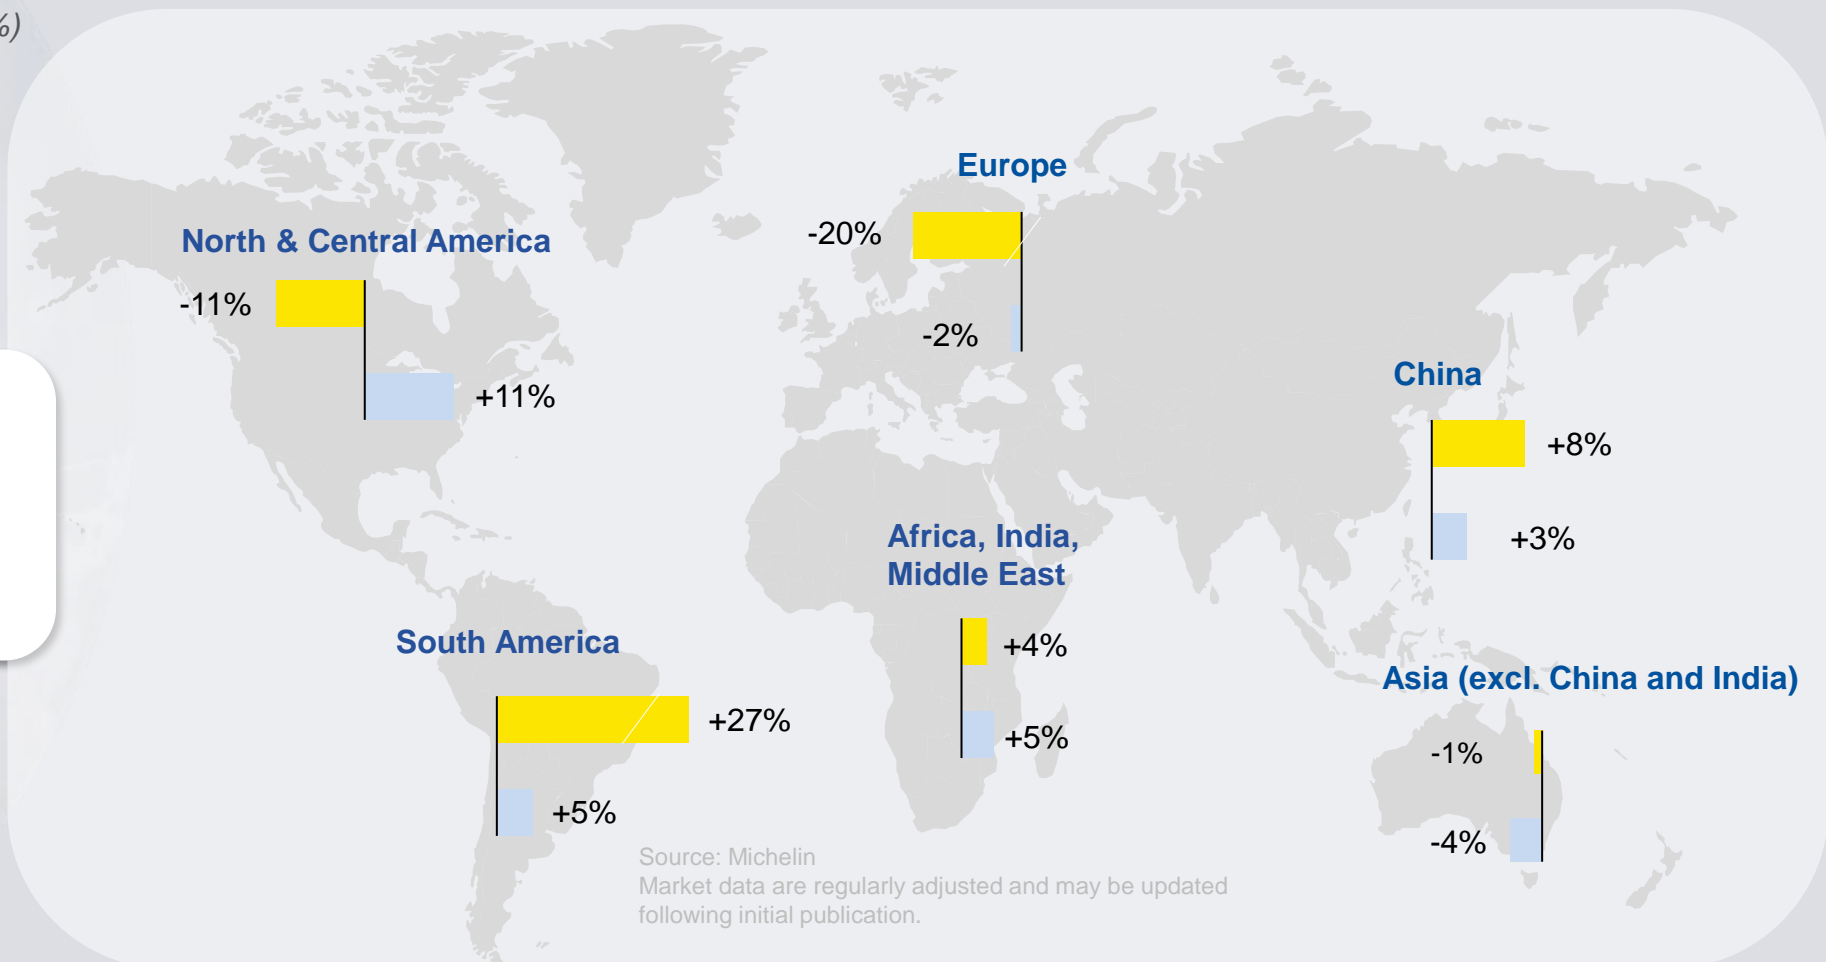 %)
Europe
-20%
-2%
North & Central America
-11%
+11%
China
+8%
+3%
Africa, India,
Middle East
+4%
+5%
South America
+27%
+5%
Asia (excl. China and India)
-1%
-4%
Source: Michelin
Market data are regularly adjusted and may be updated
following initial publication.